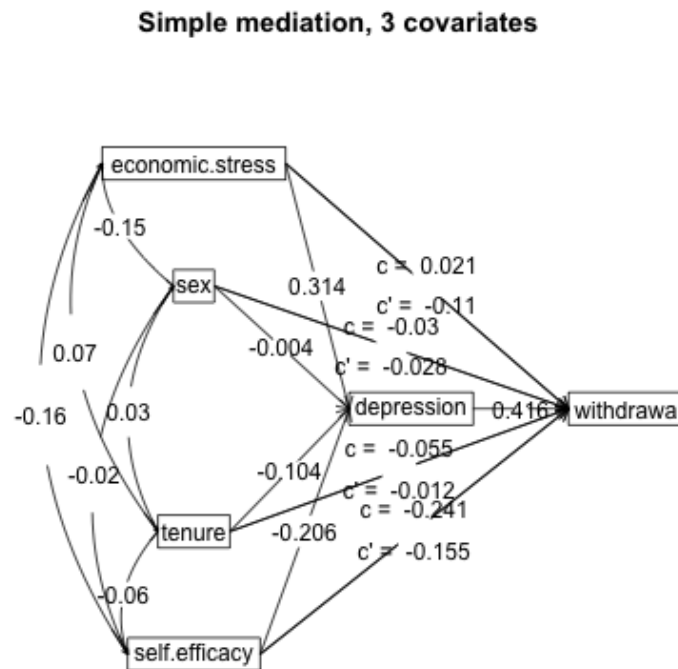 Simple mediation, 3 covariates
economic.stress
-0.15
c = 0.021
sex
0.314
c' = -0.11
c = -0.03
-0.004
0.07
c' = -0.028
depression
0.416
withdrawa
-0.16
0.03
c = -0.055
-0.02
-0.104
c' = -0.012
c = -0.241
tenure
-0.206
c' = -0.155
-0.06
self.efficacy